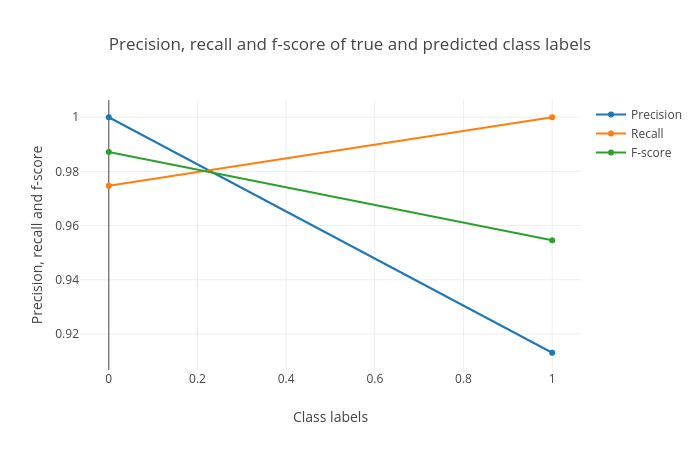 Precision, recall and f-score of true and predicted class labels
Precision
Recall
F-score
Precision, recall and f-score
1
0.98
0.96
0.94
0.92
0 0.2 0.4 0.6 0.8 1
Class labels